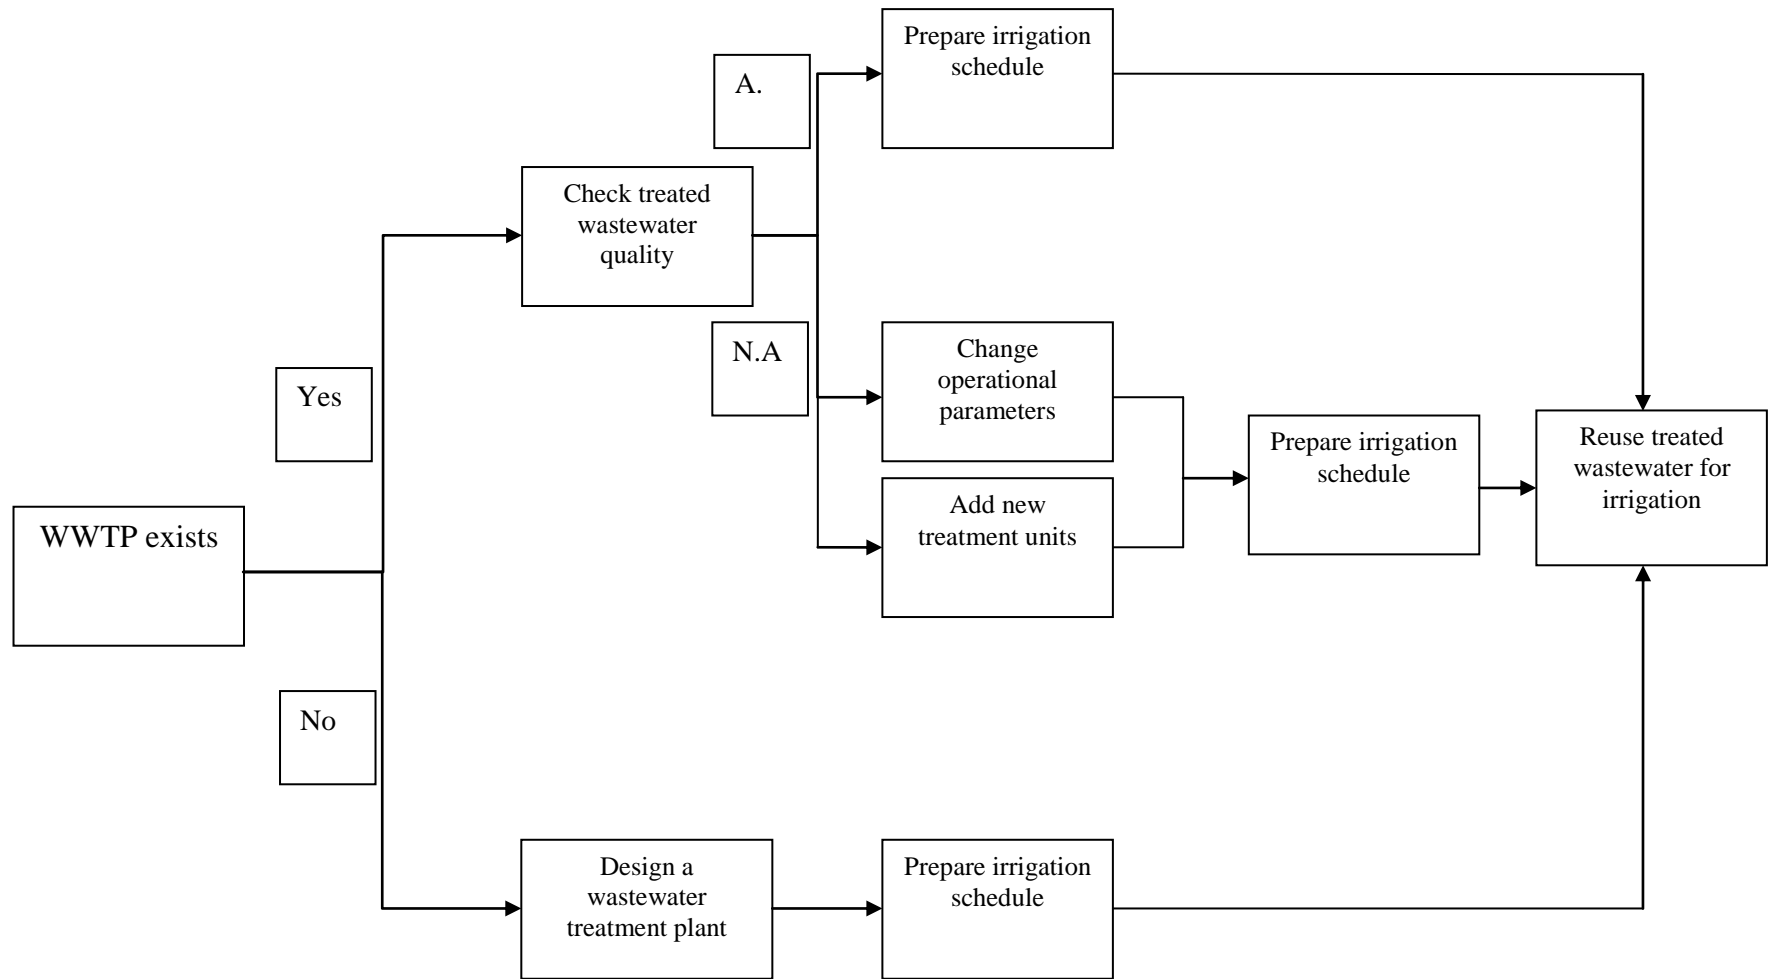 Prepare irrigation
schedule
A.
Check treated
wastewater
quality
N.A
Change
operational
parameters
Yes
Prepare irrigation
schedule
Reuse treated
wastewater for
irrigation
Add new
treatment units
WWTP exists
No
Design a
wastewater
treatment plant
Prepare irrigation
schedule